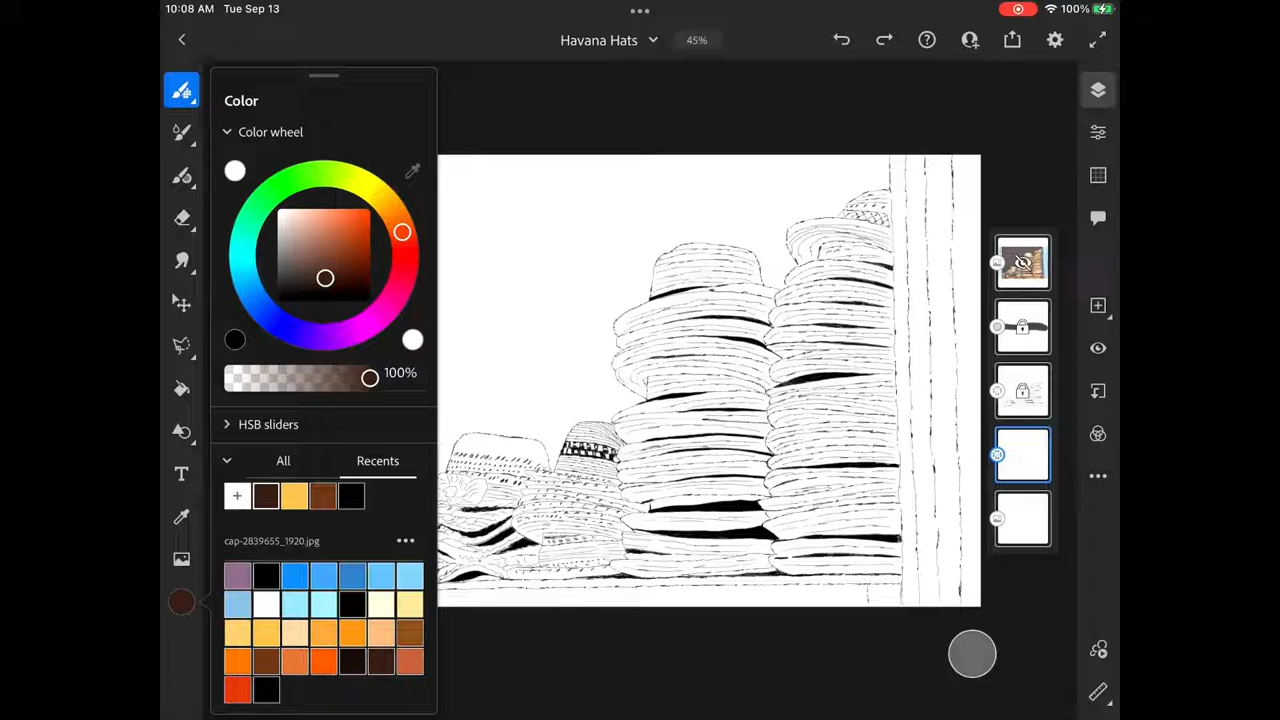 10:08 AM Tue Sep 13
100%
Havana Hats
45%
Color
Color wheel
100%
HSB sliders
All Recents
cap-2839655_1920.jpg